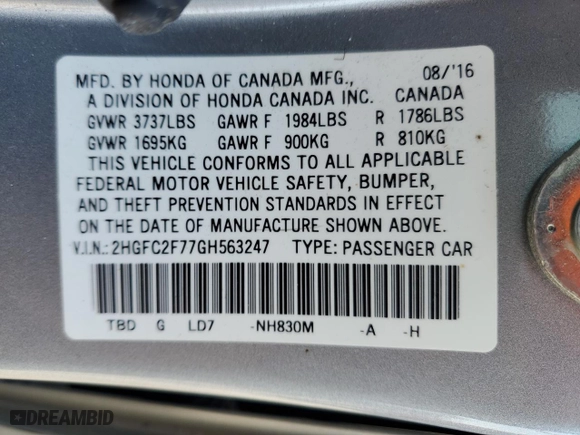 MFD. BY HONDA OF CANADA MFG., 08/'16
A DIVISION OF HONDA CANADA INC. CANADA
GVWR 3737LBS GAWR F 1984LBS R 1786LBS
GVWR 1695KG GAWR F 900KG R 810KG
THIS VEHICLE CONFORMS TO ALL APPLICABLE
FEDERAL MOTOR VEHICLE SAFETY, BUMPER,
AND THEFT PREVENTION STANDARDS IN EFFECT
ON THE DATE OF MANUFACTURE SHOWN ABOVE.
V.I.N.: 2HGFC2F77GH563247 TYPE: PASSENGER CAR
TBD G LD7 -NH830M -A -H
DREAMBID